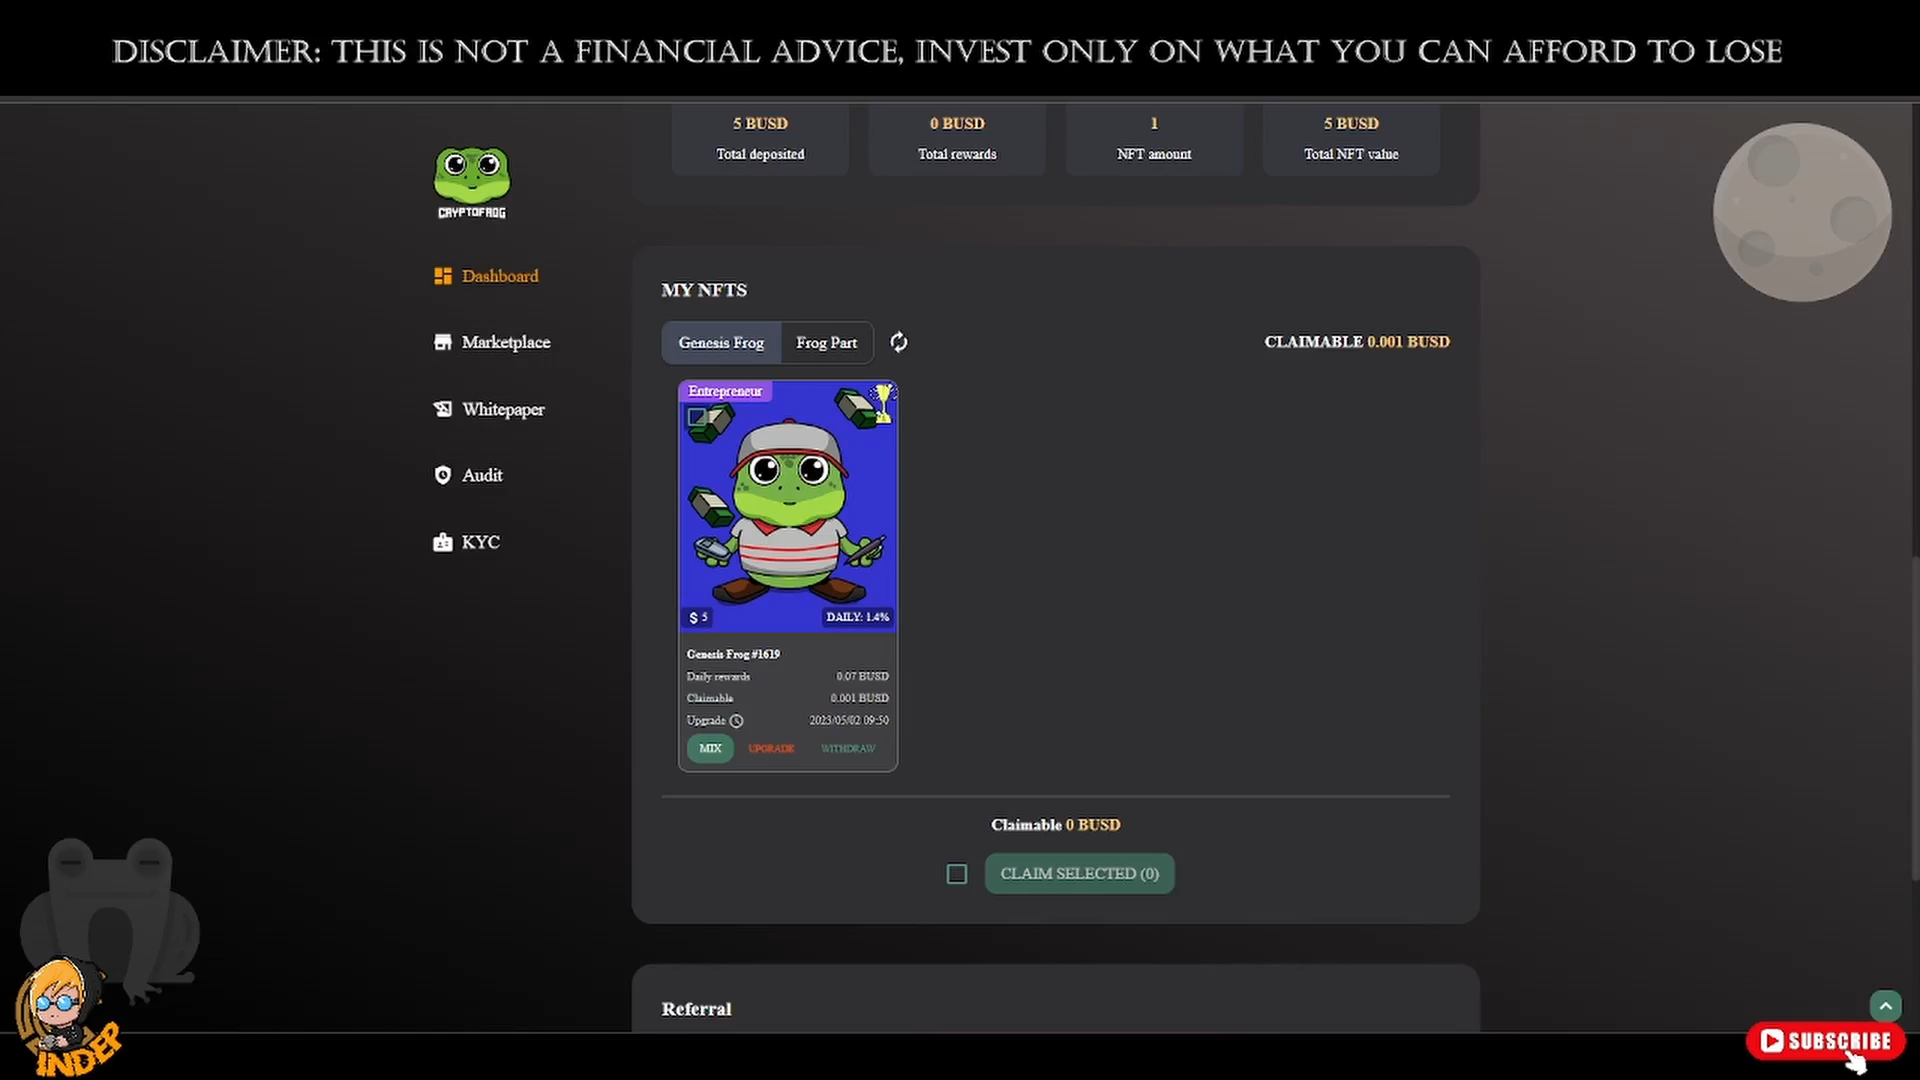 DISCLAIMER: THIS IS NOT A FINANCIAL ADVICE, INVEST ONLY ON WHAT YOU CAN AFFORD TO LOSE
5 BUSD
0 BUSD
1
5 BUSD
Total deposited
Total rewards
NFT amount
Total NFT value
CRYPTOFROG
Dashboard
Marketplace
Whitepaper
Audit
KYC
MY NFTS
Genesis Frog
Frog Part
CLAIMABLE 0.001 BUSD
Entrepreneur
$ 5
DAILY: 1.4%
Genesis Frog #1619
Daily rewards 0.07 BUSD
Claimable 0.001 BUSD
Upgrade 2023/05/02 09:50
MIX UPGRADE WITHDRAW
Claimable 0 BUSD
CLAIM SELECTED (0)
Referral
INDEP
SUBSCRIBE